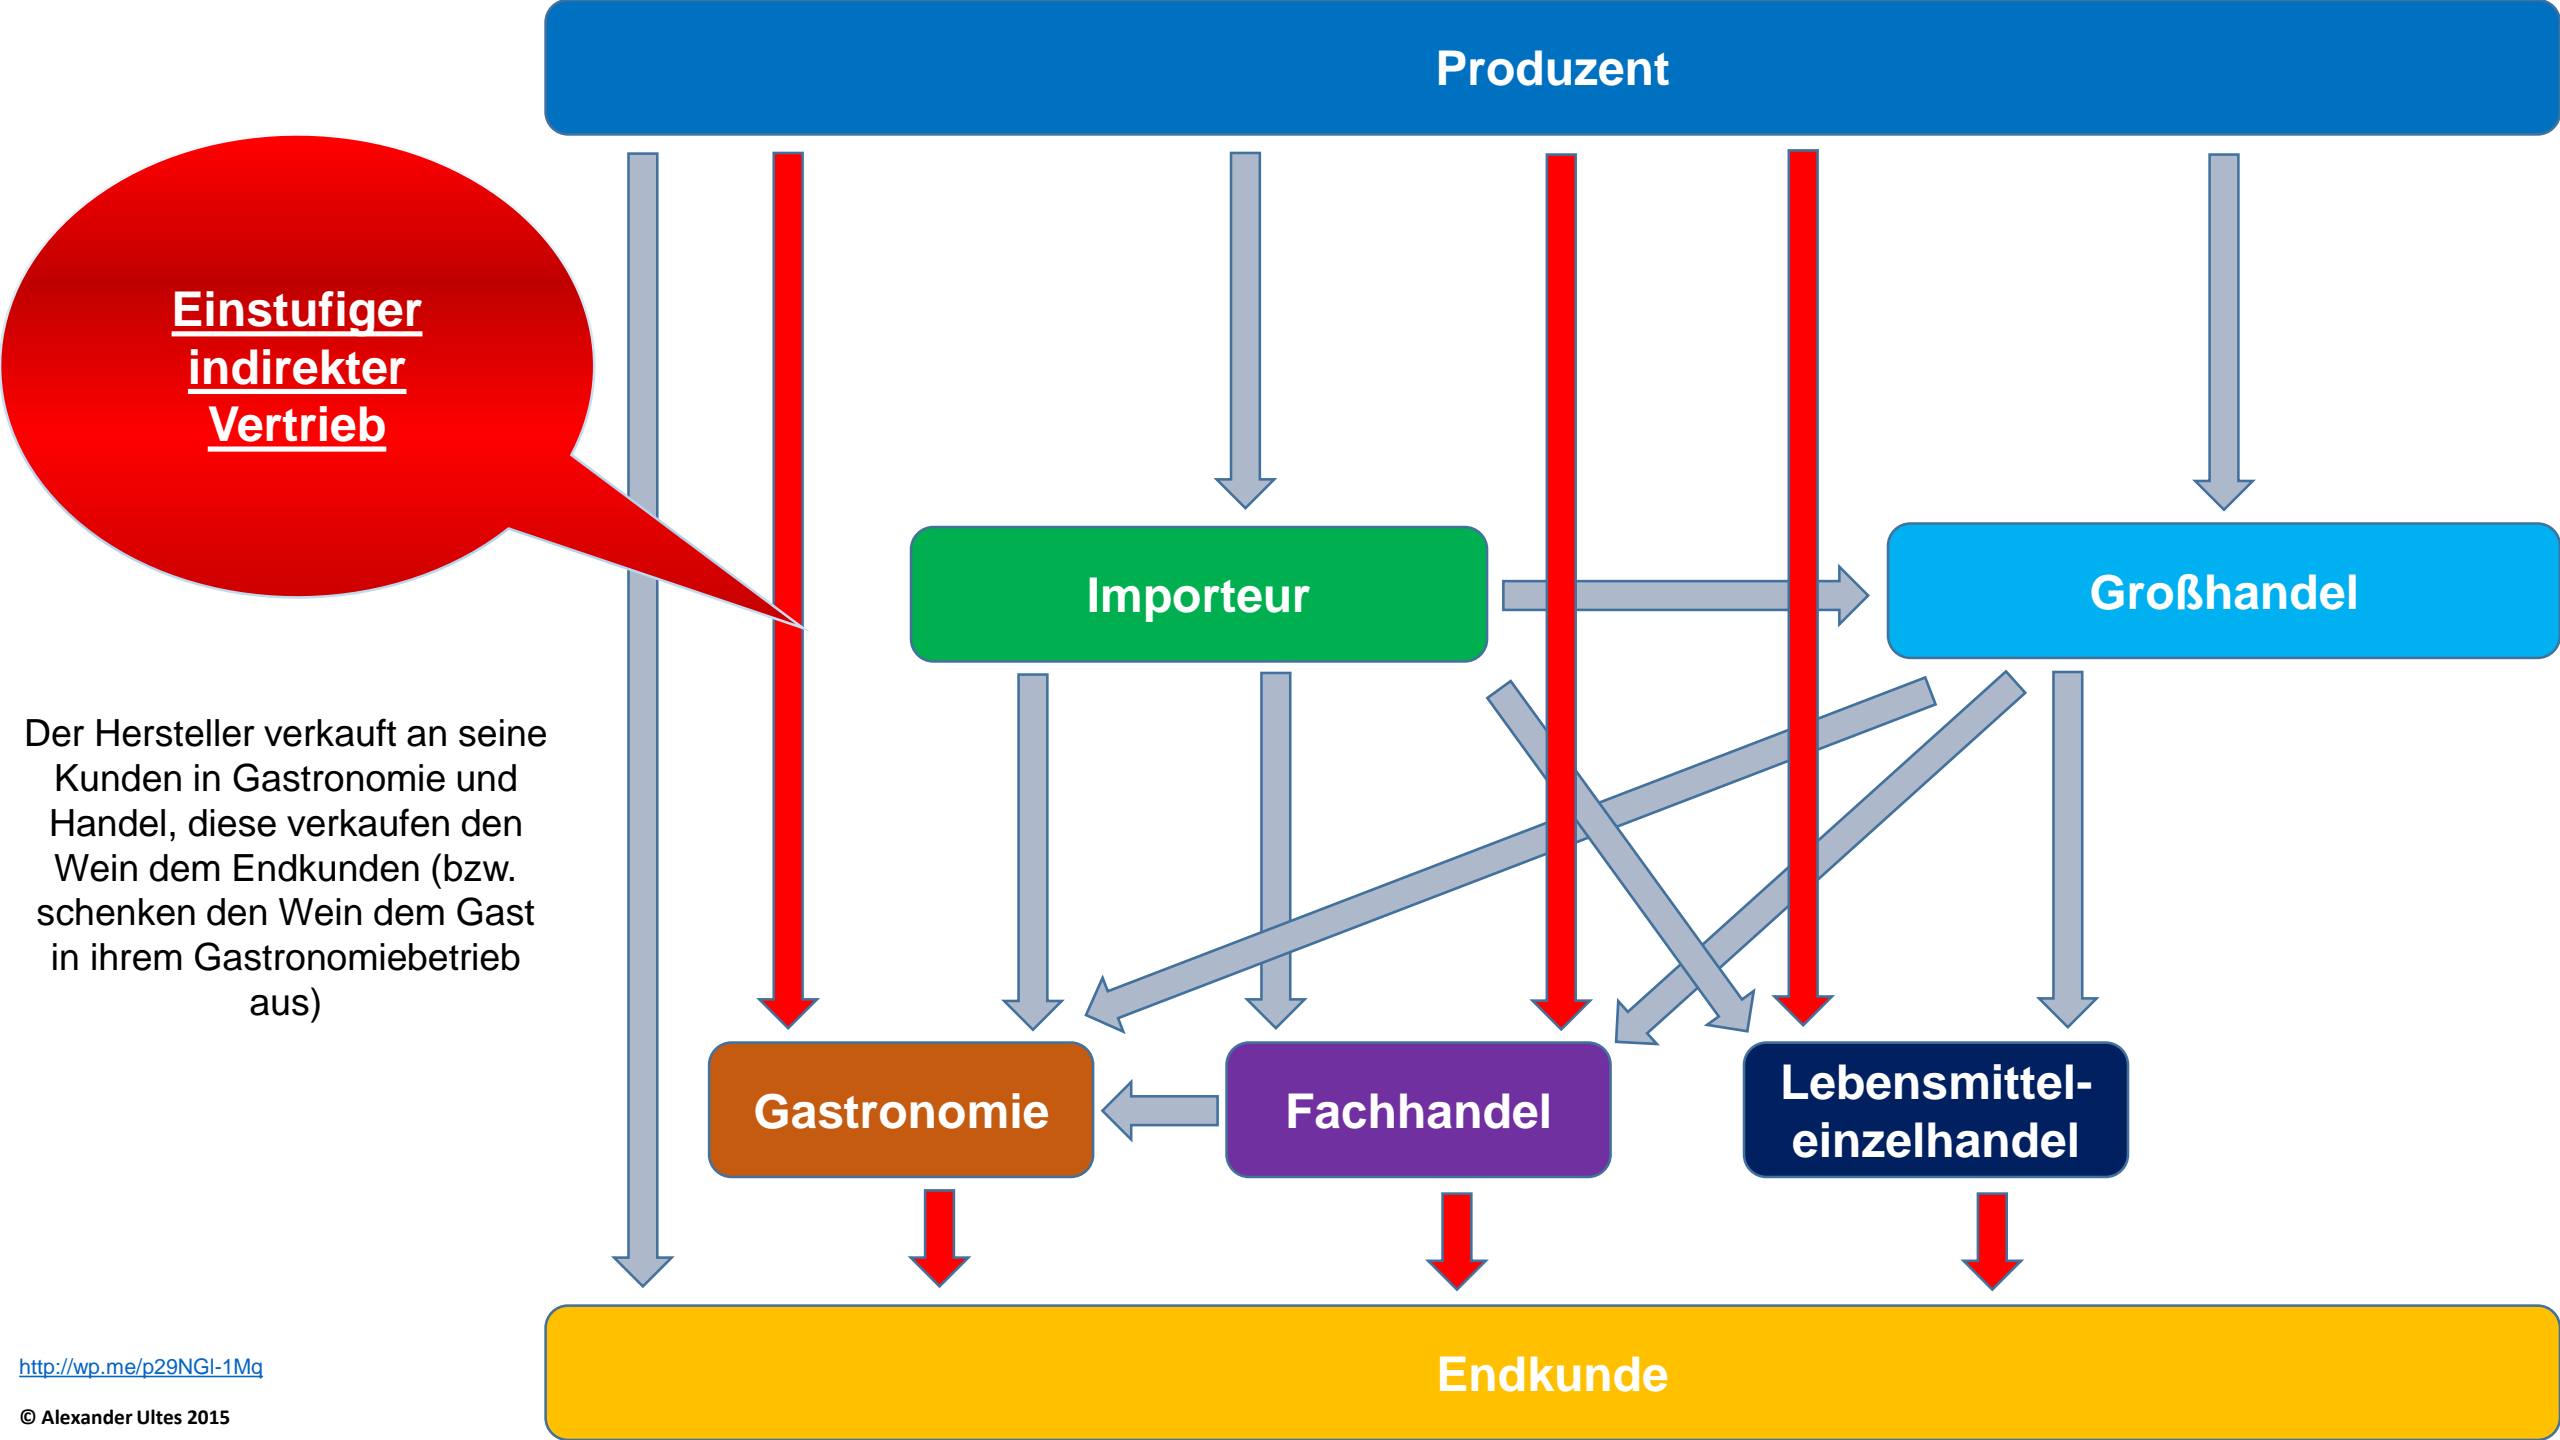 Produzent
Einstufiger
indirekter
Vertrieb
Importeur
Großhandel
Der Hersteller verkauft an seine
Kunden in Gastronomie und
Handel, diese verkaufen den
Wein dem Endkunden (bzw.
schenken den Wein dem Gast
in ihrem Gastronomiebetrieb
aus)
Gastronomie
Fachhandel
Lebensmittel-
einzelhandel
Endkunde
http://wp.me/p29NGl-1Mq
© Alexander Ultes 2015